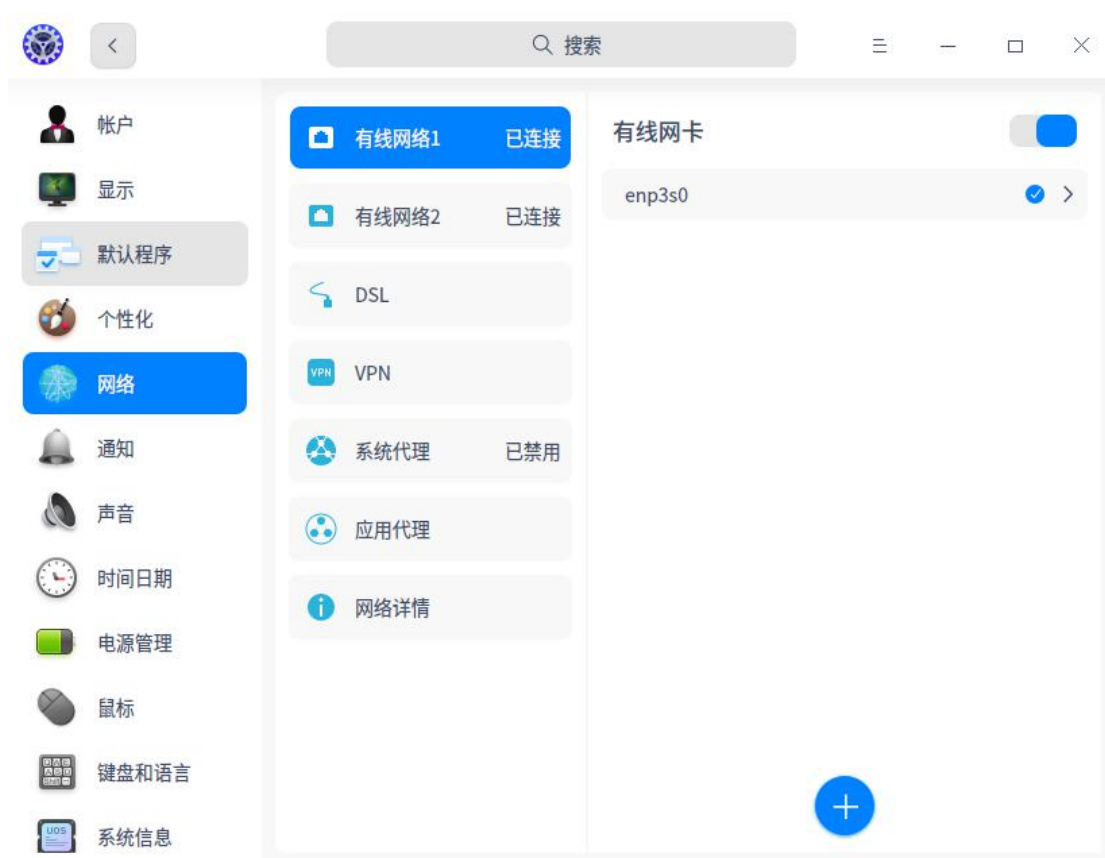 搜索
帐户
显示
默认程序
个性化
网络
通知
声音
时间日期
电源管理
鼠标
键盘和语言
UOS
系统信息
有线网络1 已连接
有线网络2 已连接
DSL
VPN VPN
系统代理 已禁用
应用代理
网络详情
有线网卡
enp3s0